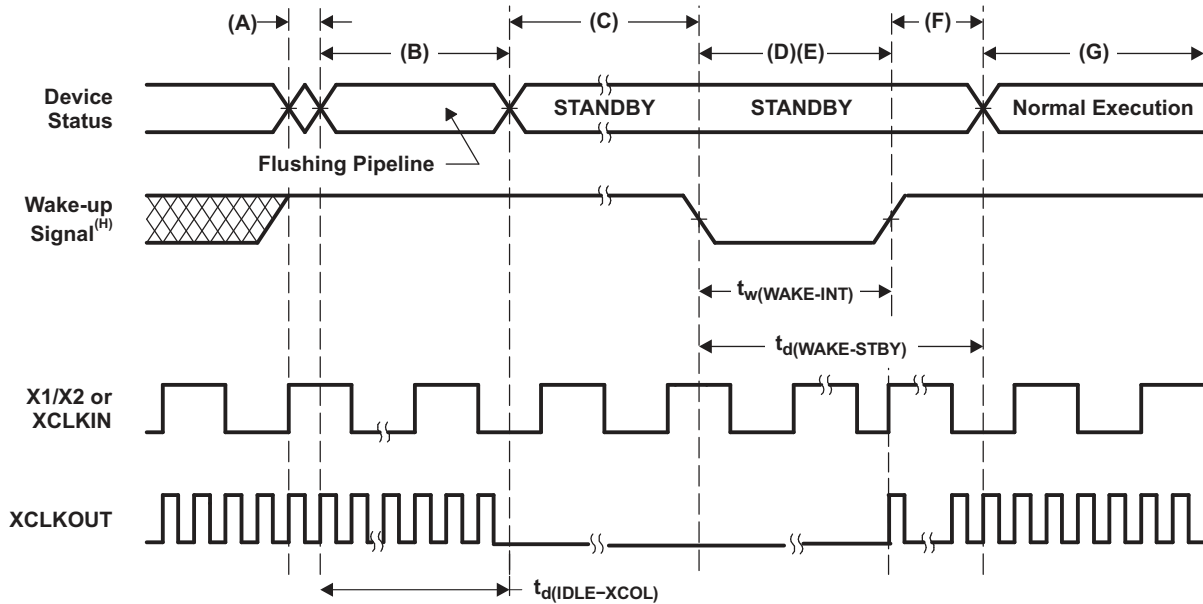 (A)
(C)
(F)
(B)
(D)(E)
(G)
Device
Status
STANDBY
STANDBY
Normal Execution
Flushing Pipeline
Wake-up
Signal(H)
tw(WAKE-INT)
td(WAKE-STBY)
X1/X2 or
XCLKIN
XCLKOUT
td(IDLE−XCOL)